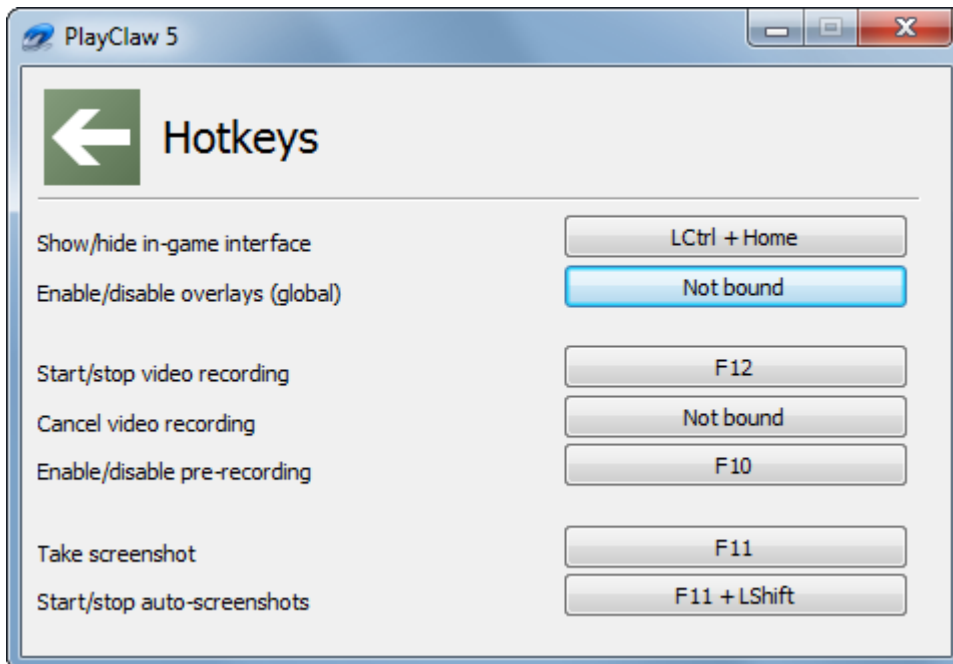 PlayClaw 5
Hotkeys
Show/hide in-game interface LCtrl + Home
Enable/disable overlays (global) Not bound
Start/stop video recording F12
Cancel video recording Not bound
Enable/disable pre-recording F10
Take screenshot F11
Start/stop auto-screenshots F11 + LShift